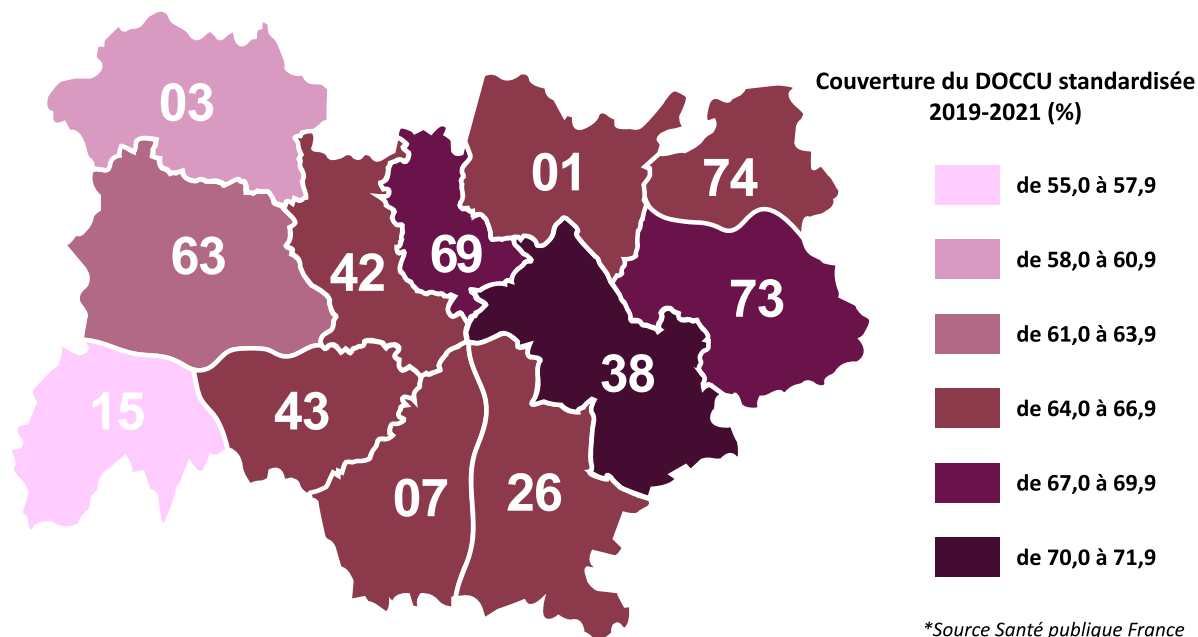 Couverture du DOCCU standardisée
2019-2021 (%)
03
01
74
de 55,0 à 57,9
63
69
42
de 58,0 à 60,9
73
de 61,0 à 63,9
38
15
43
de 64,0 à 66,9
07
26
de 67,0 à 69,9
de 70,0 à 71,9
*Source Santé publique France